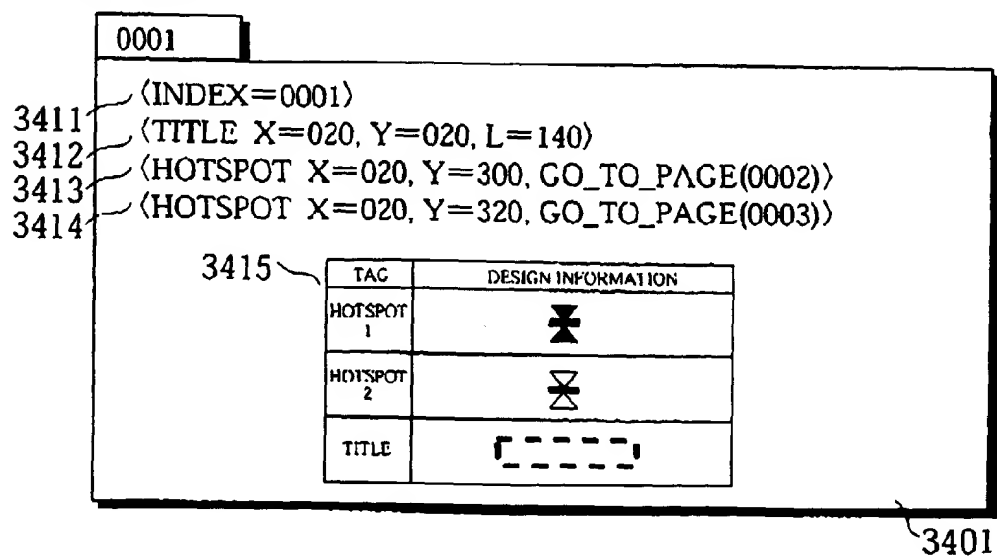 0001
3411 〈INDEX=0001〉
3412 〈TITLE X=020, Y=020, L=140〉
3413 〈HOTSPOT X=020, Y=300, GO_TO_PAGE(0002)〉
3414 〈HOTSPOT X=020, Y=320, GO_TO_PAGE(0003)〉
3415
TAG DESIGN INFORMATION
HOTSPOT
1
HOTSPOT
2
TITLE
3401